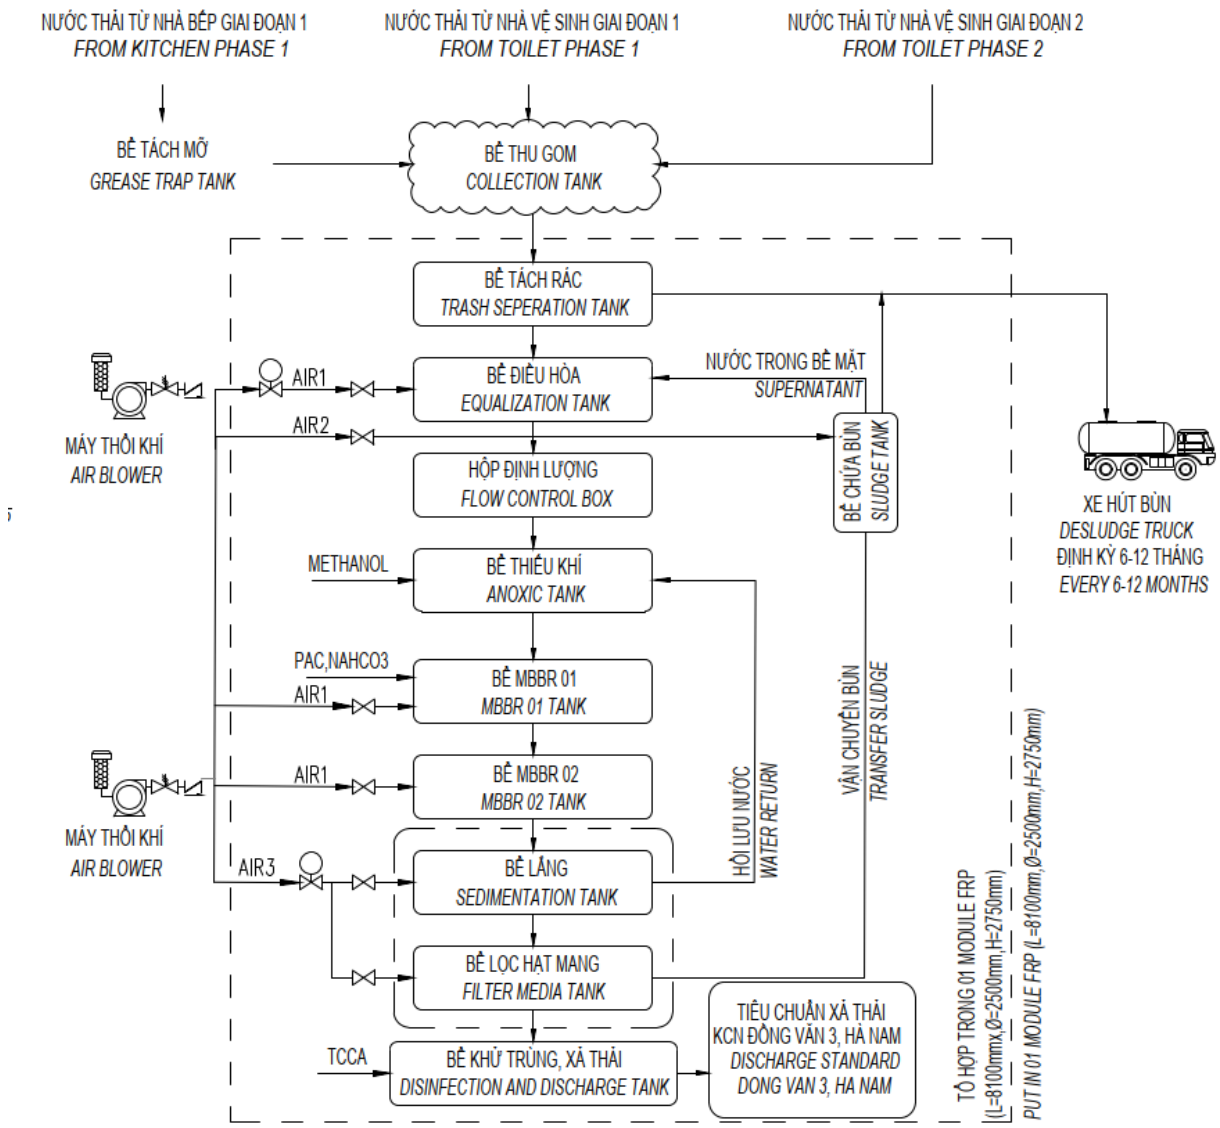 NƯỚC THẢI TỪ NHÀ BẾP GIAI ĐOẠN 1
FROM KITCHEN PHASE 1
NƯỚC THẢI TỪ NHÀ VỆ SINH GIAI ĐOẠN 1
FROM TOILET PHASE 1
NƯỚC THẢI TỪ NHÀ VỆ SINH GIAI ĐOẠN 2
FROM TOILET PHASE 2
BỂ TÁCH MỠ
GREASE TRAP TANK
BỂ THU GOM
COLLECTION TANK
BỂ TÁCH RÁC
TRASH SEPERATION TANK
MÁY THỔI KHÍ
AIR BLOWER
AIR1
BỂ ĐIỀU HÒA
EQUALIZATION TANK
NƯỚC TRONG BỀ MẶT
SUPERNATANT
AIR2
HỘP ĐỊNH LƯỢNG
FLOW CONTROL BOX
BỂ CHỨA BÙN
SLUDGE TANK
XE HÚT BÙN
DESLUDGE TRUCK
ĐỊNH KỲ 6-12 THÁNG
EVERY 6-12 MONTHS
METHANOL
BỂ THIẾU KHÍ
ANOXIC TANK
PAC,NAHCO3
AIR1
BỂ MBBR 01
MBBR 01 TANK
AIR1
BỂ MBBR 02
MBBR 02 TANK
HỒI LƯU NƯỚC
WATER RETURN
VẬN CHUYỂN BÙN
TRANSFER SLUDGE
MÁY THỔI KHÍ
AIR BLOWER
AIR3
BỂ LẮNG
SEDIMENTATION TANK
BỂ LỌC HẠT MANG
FILTER MEDIA TANK
TCCA
BỂ KHỬ TRÙNG, XẢ THẢI
DISINFECTION AND DISCHARGE TANK
TIÊU CHUẨN XẢ THẢI
KCN ĐỒNG VĂN 3, HÀ NAM
DISCHARGE STANDARD
DONG VAN 3, HA NAM
TỔ HỢP TRONG 01 MODULE FRP
(L=8100mmx,Ø=2500mm,H=2750mm)
PUT IN 01 MODULE FRP (L=8100mm,Ø=2500mm,H=2750mm)